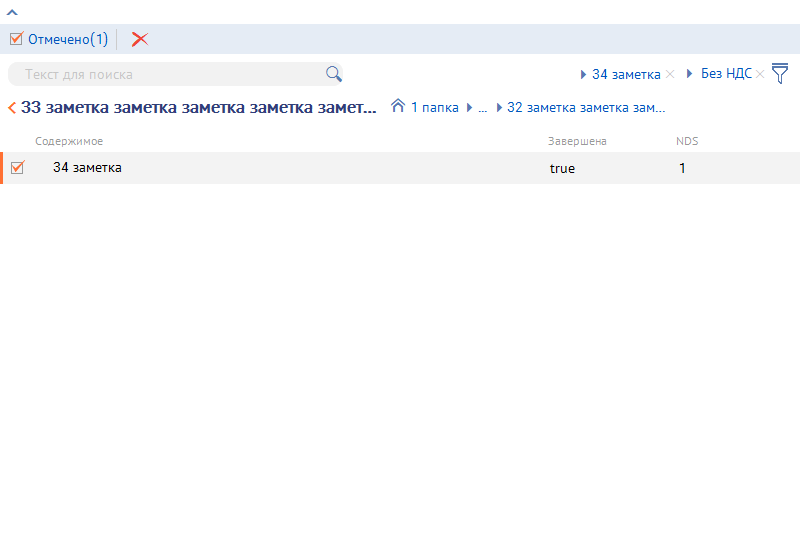 Отмечено(1)
Текст для поиска
34 заметка
Без НДС
33 заметка заметка заметка заметка замет...
1 папка
...
32 заметка заметка зам...
Содержимое Завершена NDS
34 заметка true 1